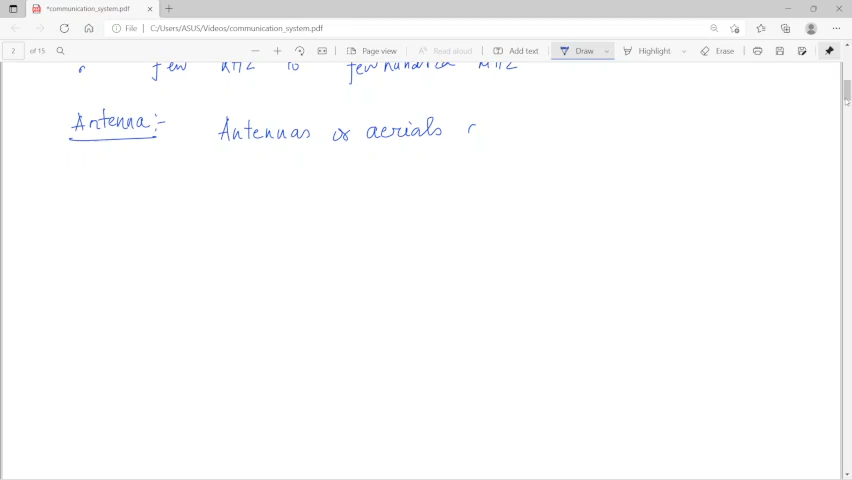 *communication_system.pdf
File C:/Users/ASUS/Videos/communication_system.pdf
2 of 15 Page view Read aloud Add text Draw Highlight Erase
few KHz to few hundred MHz
Antenna:- Antennas or aerials